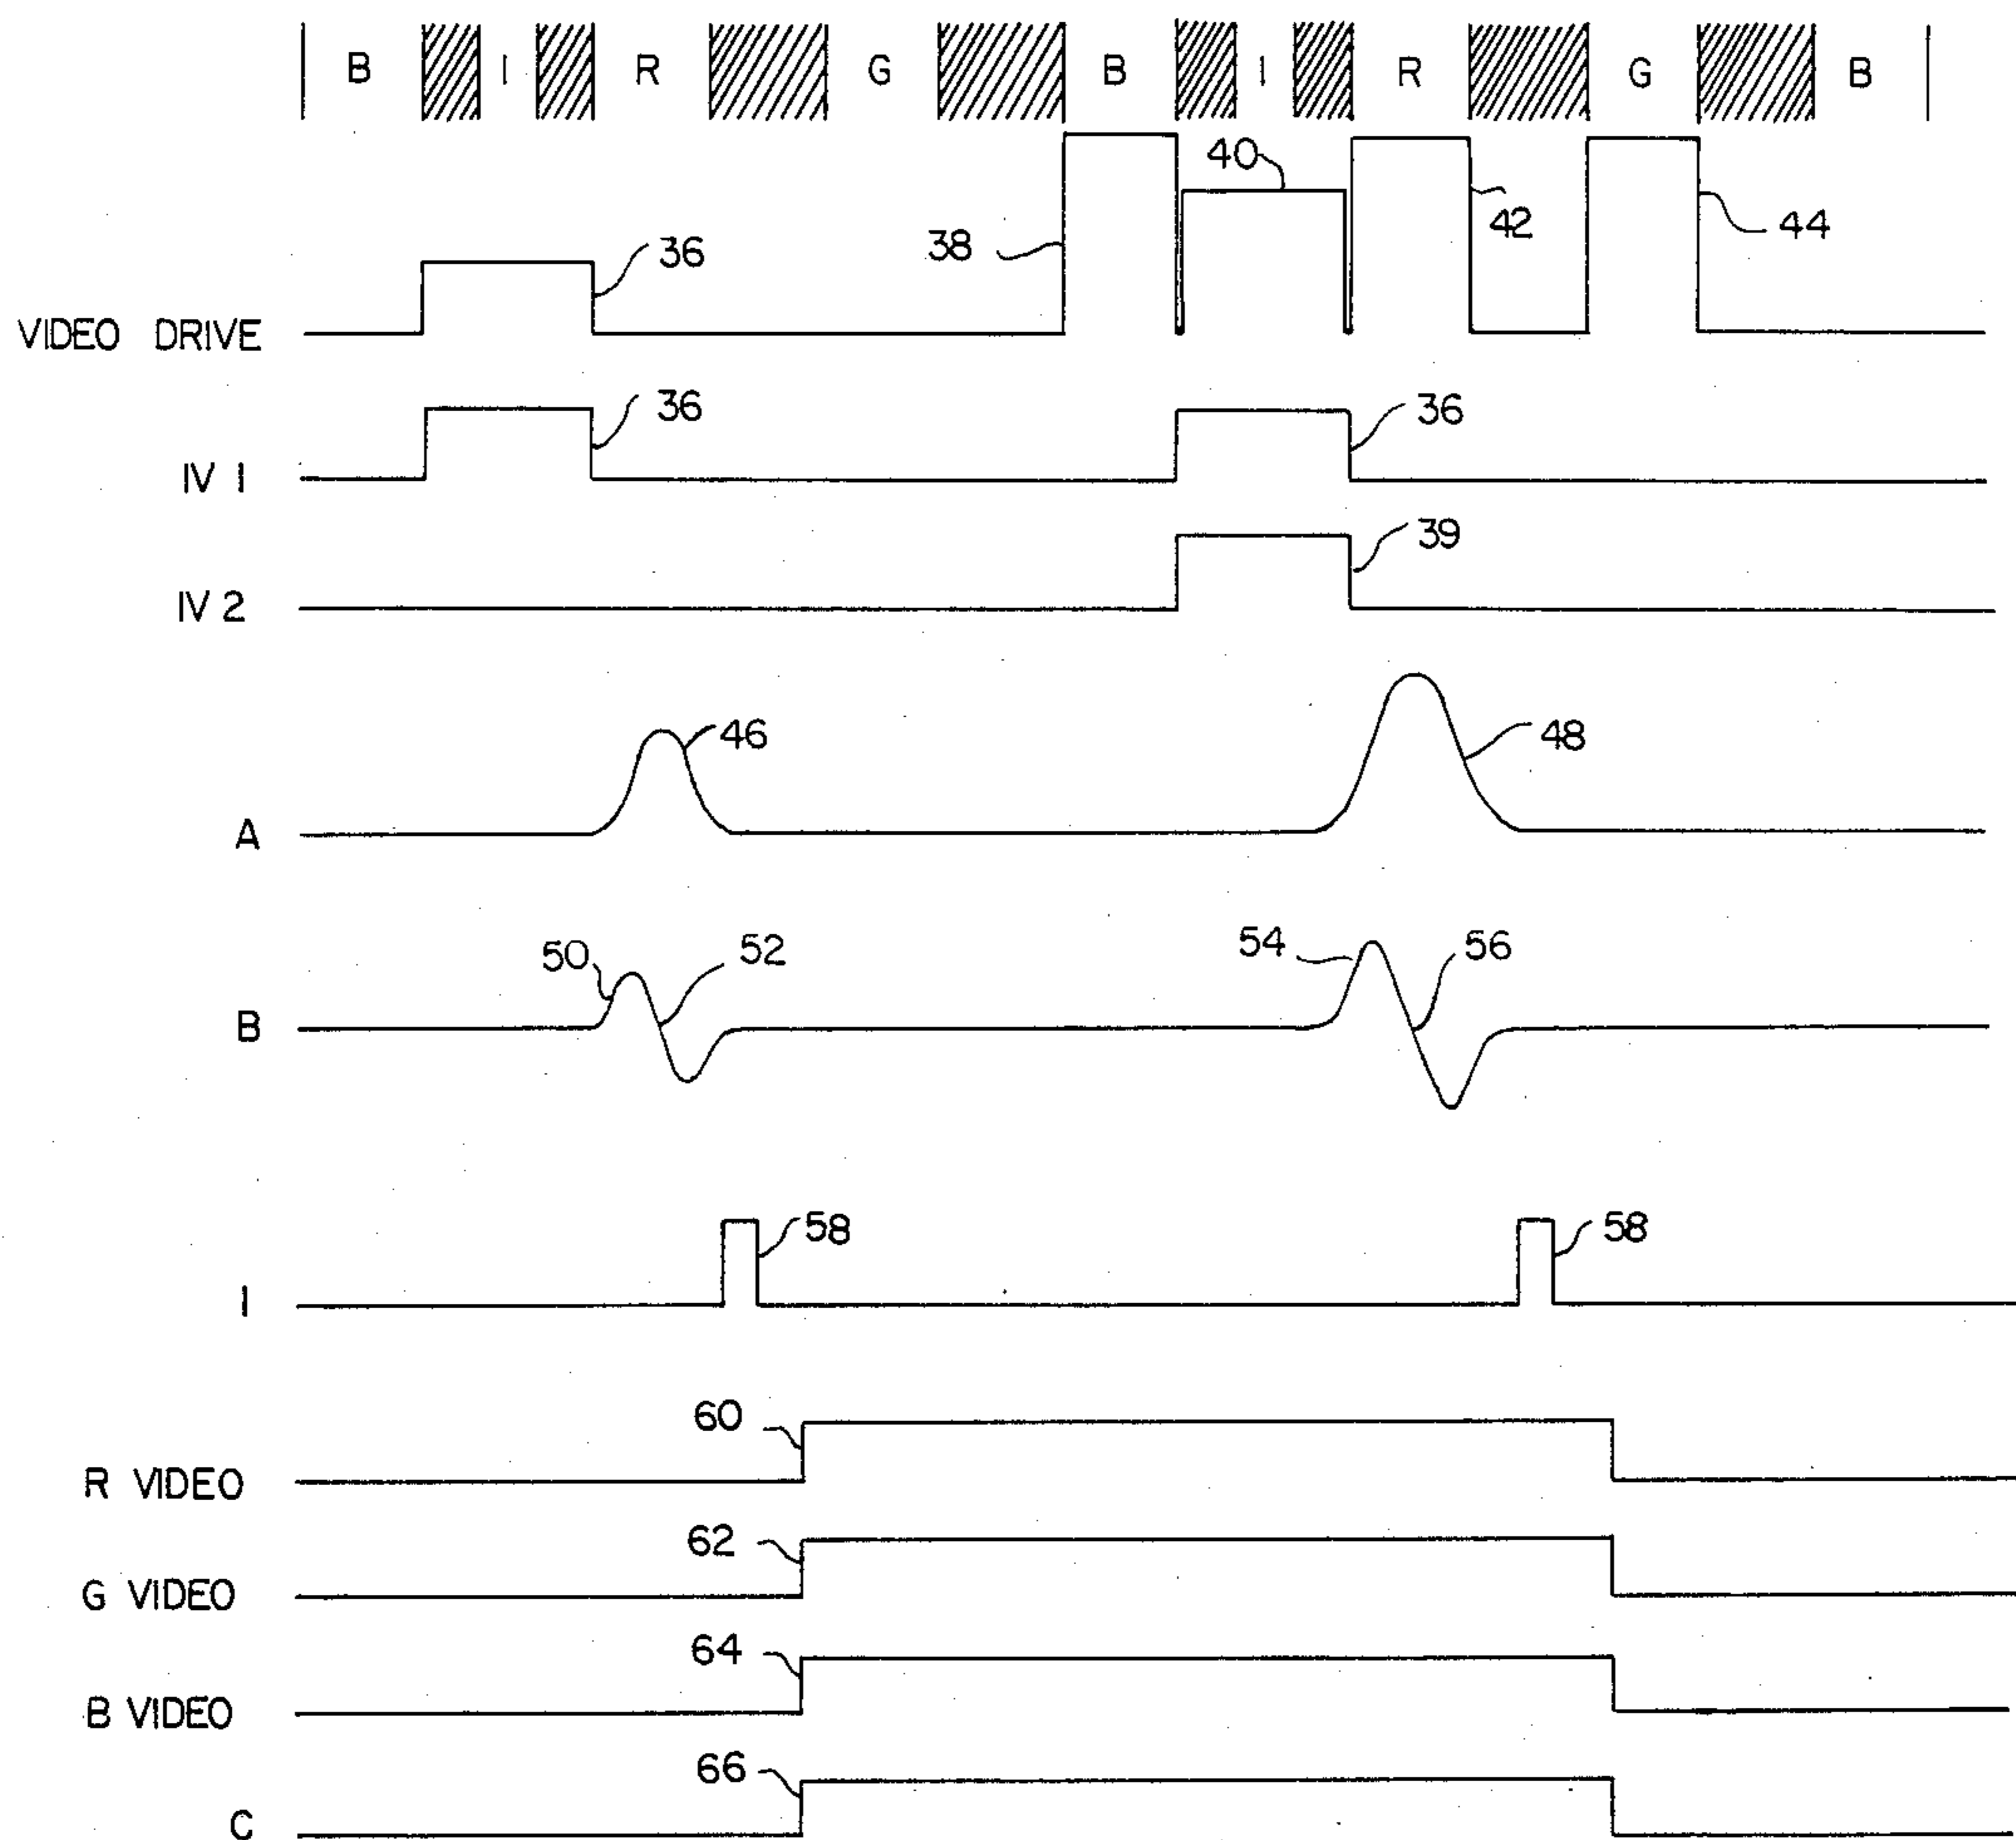 B I R G B I R G B
40
36 38 42 44
VIDEO DRIVE
36 36
IV 1
39
IV 2
46 48
A
50 52 54 56
B
58 58
I
60
R VIDEO
62
G VIDEO
64
B VIDEO
66
C